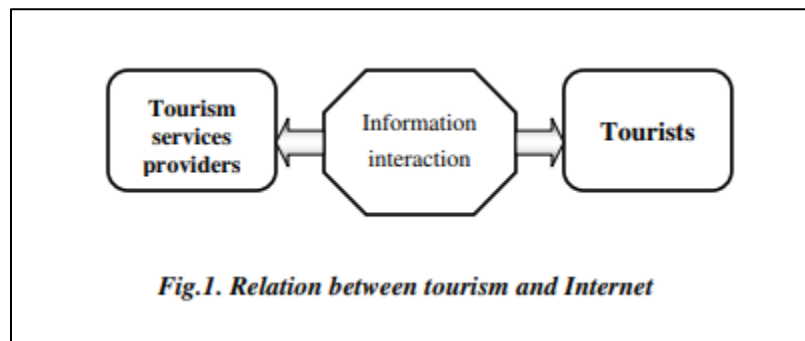 Tourism
services
providers
Information
interaction
Tourists
Fig.1. Relation between tourism and Internet